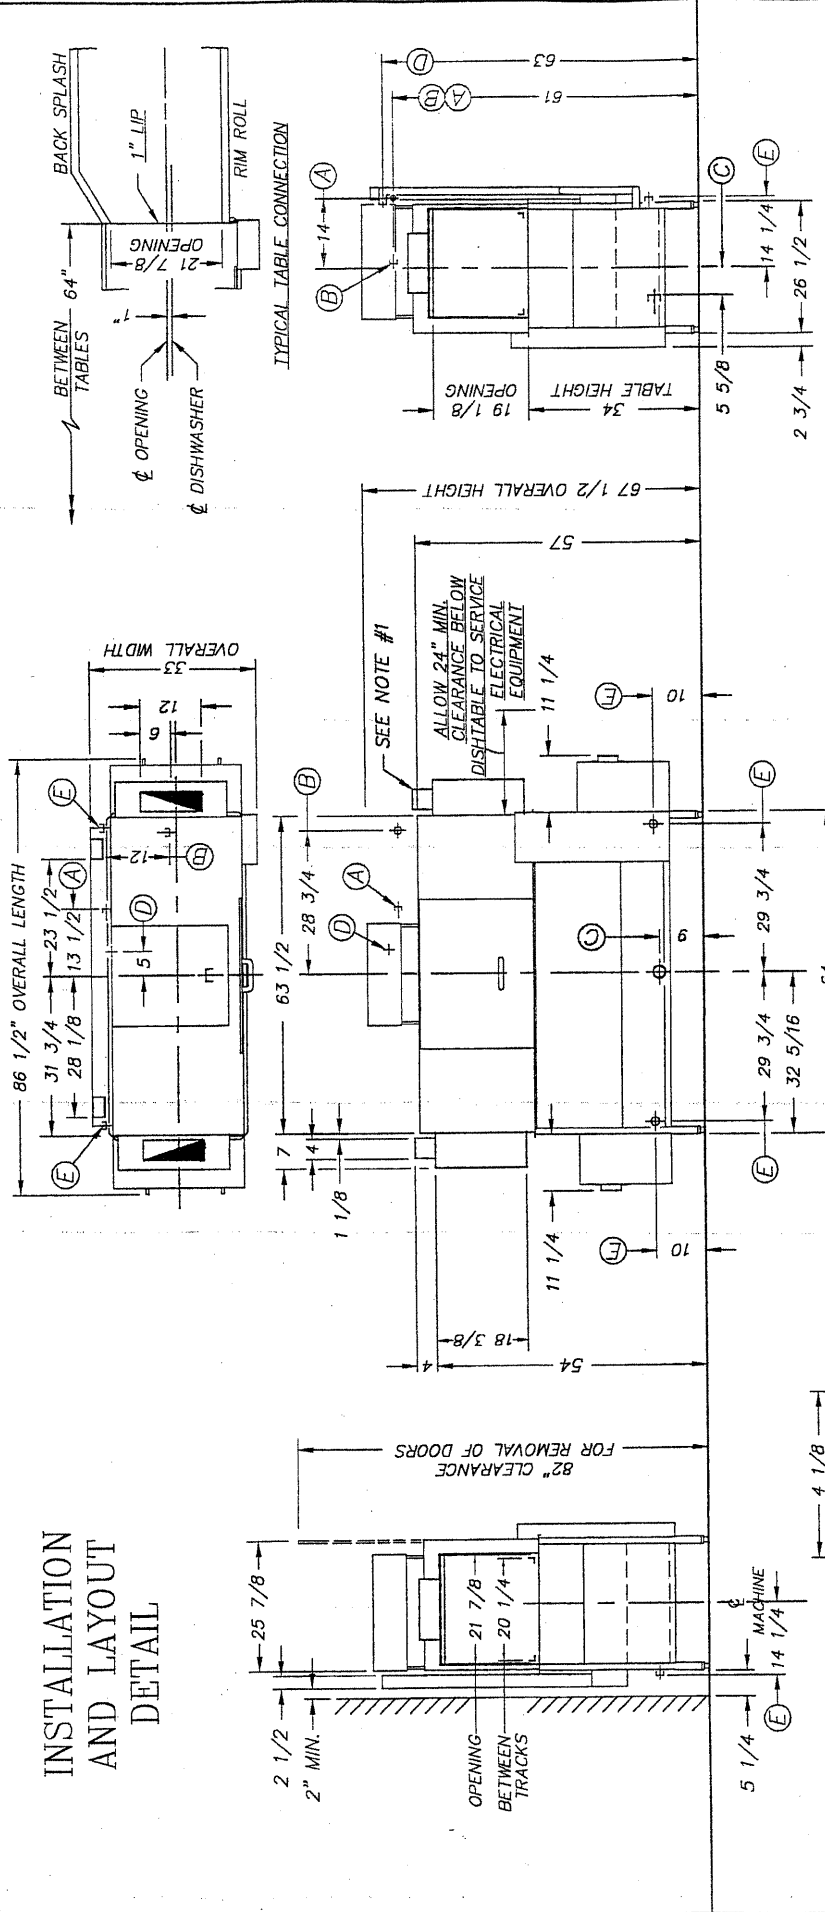 BACK SPLASH
1" LIP
RIM ROLL
21 7/8
OPENING
BETWEEN
TABLES
64"
1"
℄ OPENING
℄ DISHWASHER
TYPICAL TABLE CONNECTION
D
63
A B
61
A
14
B
E
C
14 1/4
26 1/2
5 5/8
2 3/4
19 1/8
OPENING
34
TABLE HEIGHT
67 1/2 OVERALL HEIGHT
57
OVERALL WIDTH
33
12
6
E
B
12
86 1/2" OVERALL LENGTH
23 1/2
A
13 1/2
D
5
31 3/4
28 1/8
E
SEE NOTE #1
ALLOW 24" MIN.
CLEARANCE BELOW
DISHTABLE TO SERVICE
ELECTRICAL
EQUIPMENT
11 1/4
E
10
B
28 3/4
A
D
63 1/2
C
9
E
29 3/4
29 3/4
32 5/16
E
64
7
4
1 1/8
11 1/4
E
10
18 3/8
4
54
82" CLEARANCE
FOR REMOVAL OF DOORS
INSTALLATION
AND LAYOUT
DETAIL
25 7/8
2 1/2
2" MIN.
OPENING
21 7/8
BETWEEN
TRACKS
20 1/4
℄
MACHINE
14 1/4
E
5 1/4
4 1/8